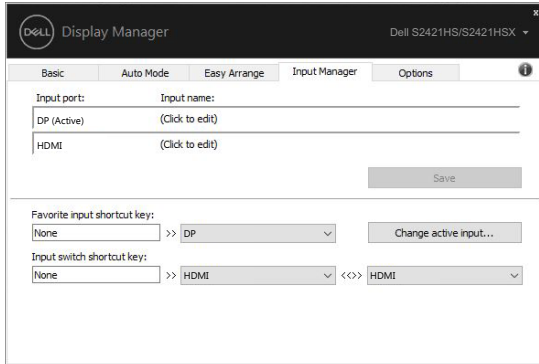 x
DELL Display Manager Dell S2421HS/S2421HSX
Basic Auto Mode Easy Arrange Input Manager Options i
Input port: Input name:
DP (Active) (Click to edit)
HDMI (Click to edit)
Save
Favorite input shortcut key:
None >> DP Change active input...
Input switch shortcut key:
None >> HDMI <<>> HDMI